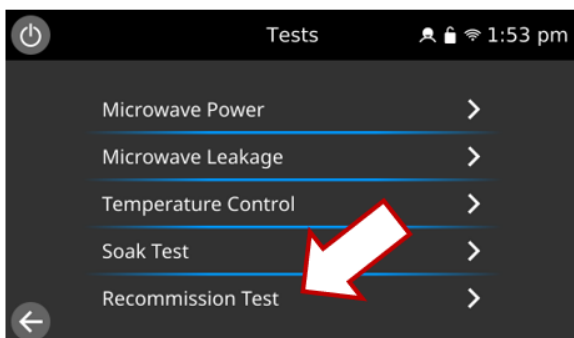 Tests
1:53 pm
Microwave Power
Microwave Leakage
Temperature Control
Soak Test
Recommission Test